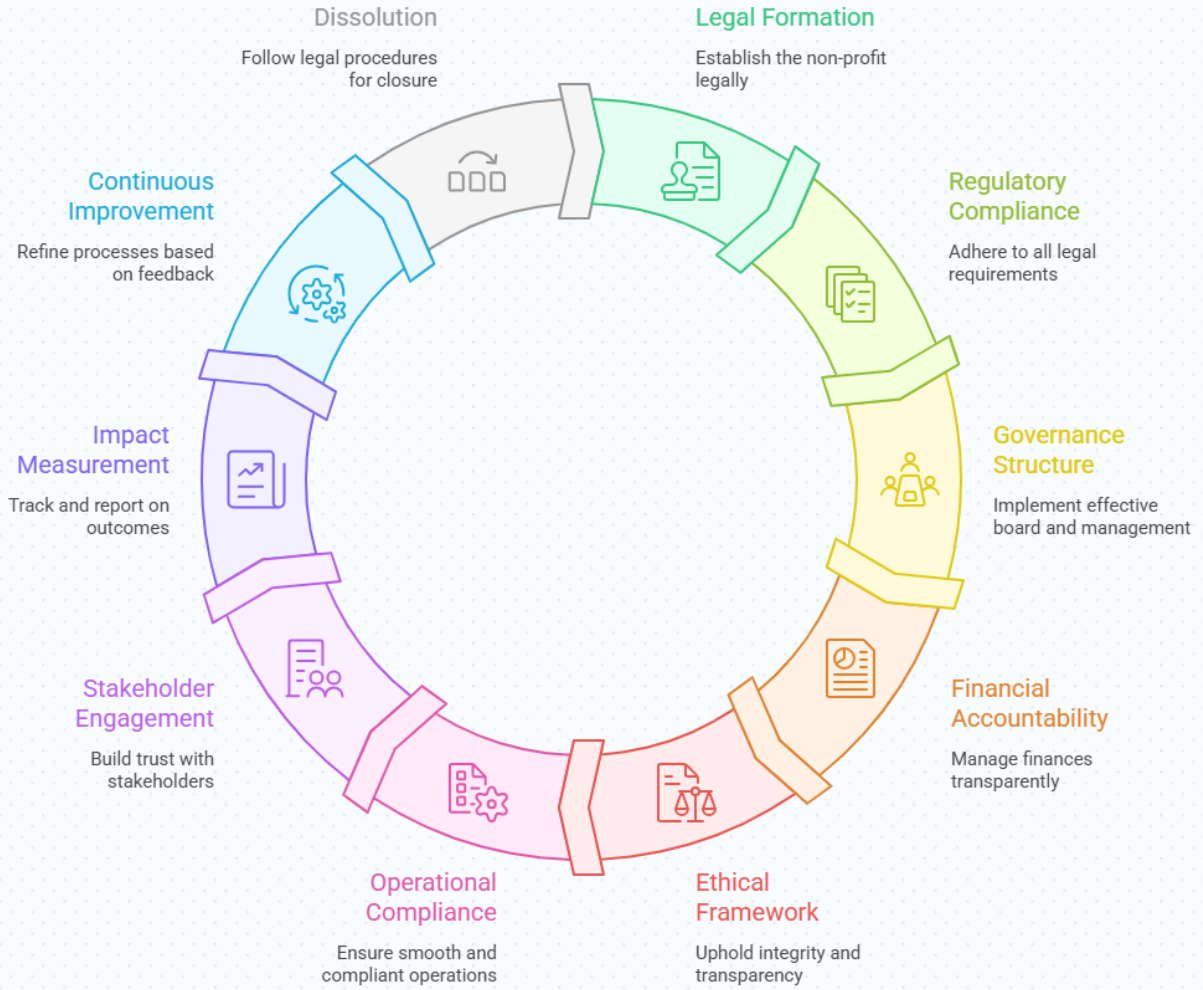 Dissolution
Follow legal procedures
for closure
Legal Formation
Establish the non-profit
legally
Regulatory
Compliance
Adhere to all legal
requirements
Governance
Structure
Implement effective
board and management
Financial
Accountability
Manage finances
transparently
Ethical
Framework
Uphold integrity and
transparency
Operational
Compliance
Ensure smooth and
compliant operations
Stakeholder
Engagement
Build trust with
stakeholders
Impact
Measurement
Track and report on
outcomes
Continuous
Improvement
Refine processes based
on feedback